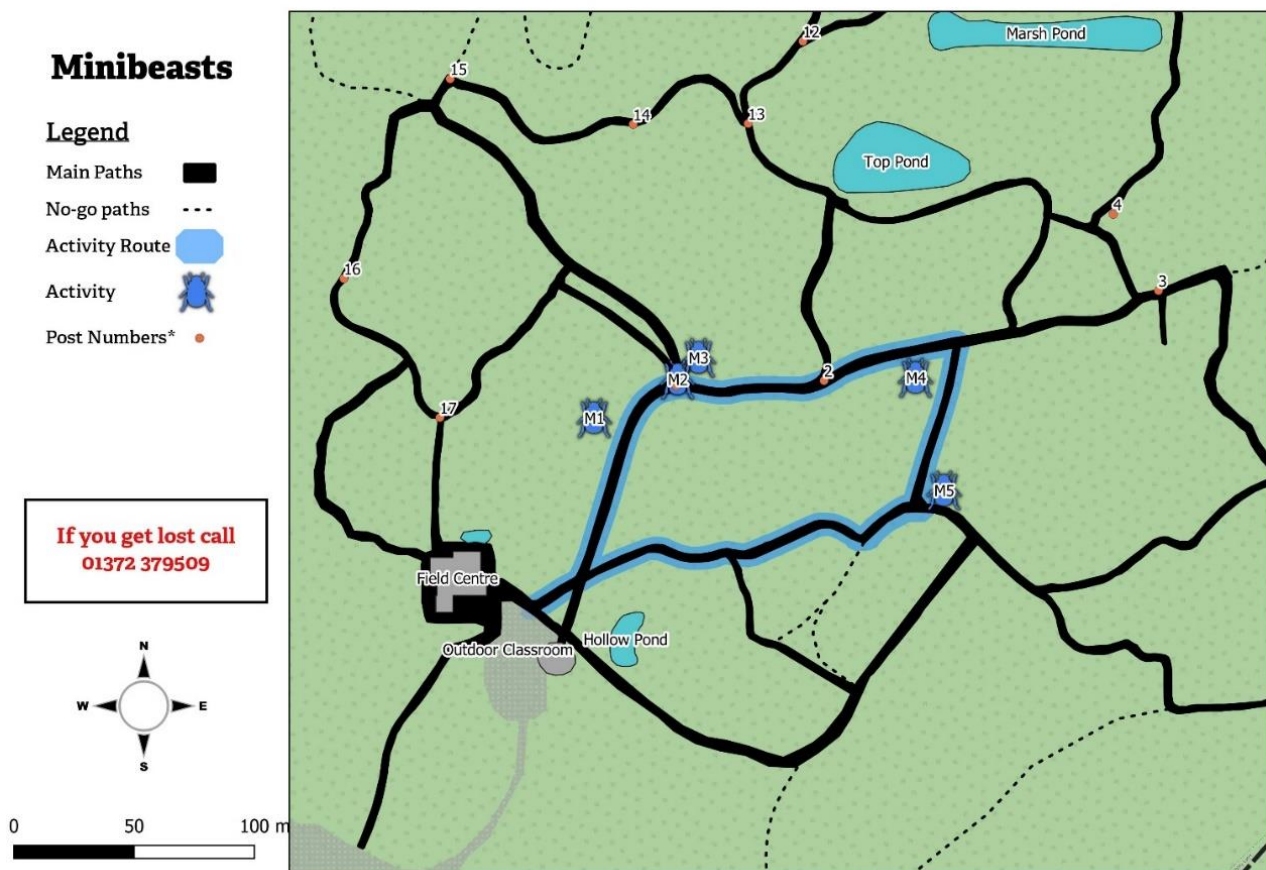 Minibeasts
Legend
Main Paths
No-go paths
Activity Route
Activity
Post Numbers*
If you get lost call
01372 379509
N
W E
S
0 50 100 m
12
Marsh Pond
15
14
13
Top Pond
4
16
3
M3
M2
2
M4
M1
17
M5
Field Centre
Hollow Pond
Outdoor Classroom